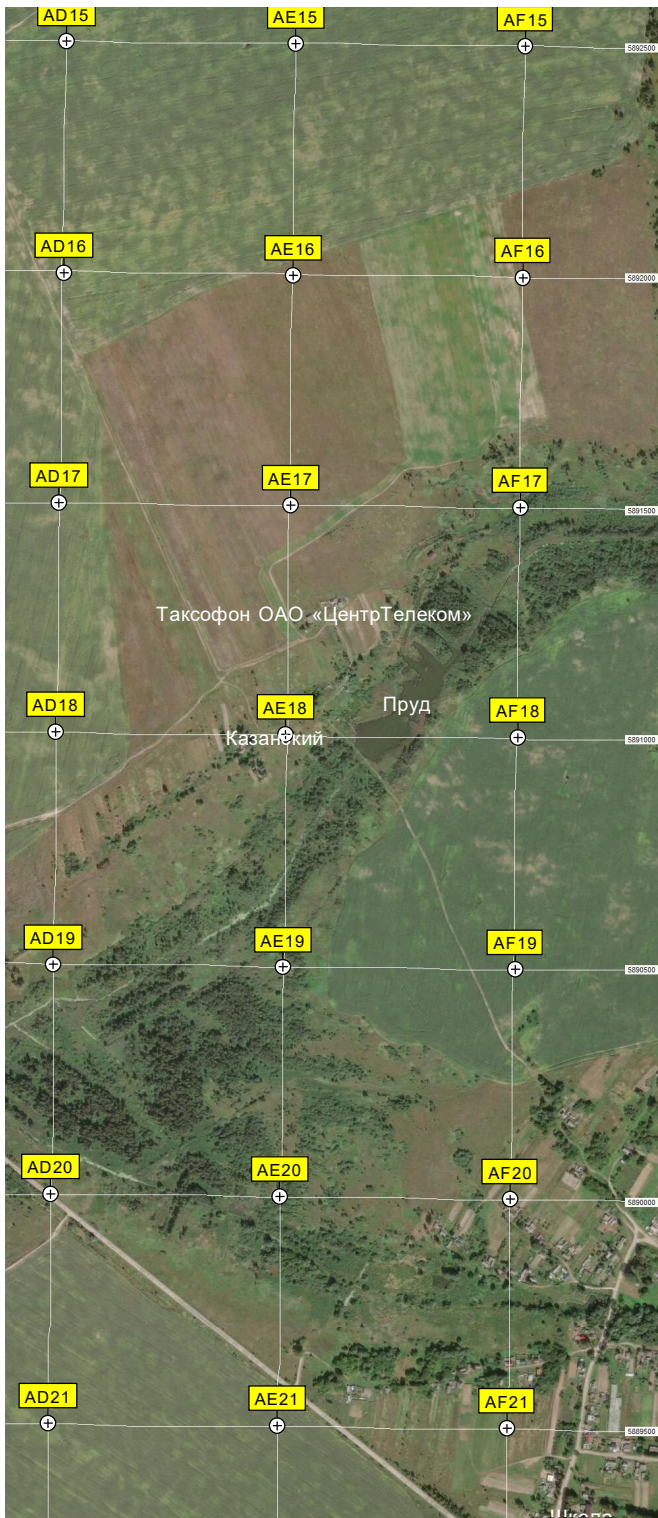 AD15 AE15 AF15
5892500
AD16 AE16 AF16
5892000
AD17 AE17 AF17
5891500
Таксофон ОАО «ЦентрТелеком»
Пруд
AD18 AE18 AF18
Казанский
5891000
AD19 AE19 AF19
5890500
AD20 AE20 AF20
5890000
AD21 AE21 AF21
5889500
Школа